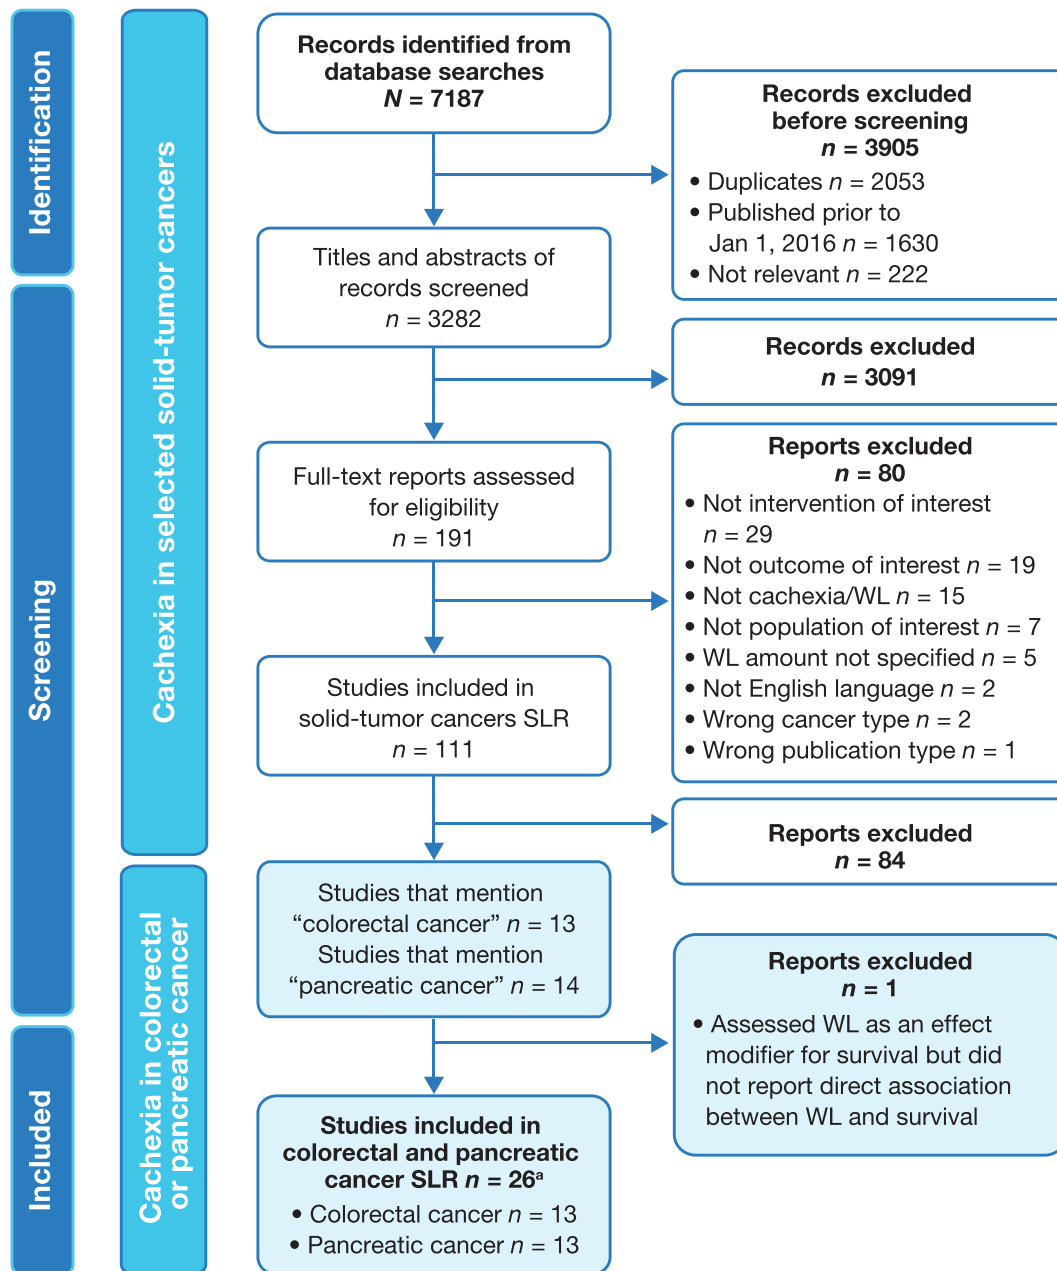 Identification
Screening
Included
Cachexia in selected solid-tumor cancers
Cachexia in colorectal
or pancreatic cancer
Records identified from
database searches
N = 7187
Records excluded
before screening
n = 3905
• Duplicates n = 2053
• Published prior to
Jan 1, 2016 n = 1630
• Not relevant n = 222
Titles and abstracts of
records screened
n = 3282
Records excluded
n = 3091
Full-text reports assessed
for eligibility
n = 191
Reports excluded
n = 80
• Not intervention of interest
n = 29
• Not outcome of interest n = 19
• Not cachexia/WL n = 15
• Not population of interest n = 7
• WL amount not specified n = 5
• Not English language n = 2
• Wrong cancer type n = 2
• Wrong publication type n = 1
Studies included in
solid-tumor cancers SLR
n = 111
Reports excluded
n = 84
Studies that mention
“colorectal cancer” n = 13
Studies that mention
“pancreatic cancer” n = 14
Reports excluded
n = 1
• Assessed WL as an effect
modifier for survival but did
not report direct association
between WL and survival
Studies included in
colorectal and pancreatic
cancer SLR n = 26ᵃ
• Colorectal cancer n = 13
• Pancreatic cancer n = 13